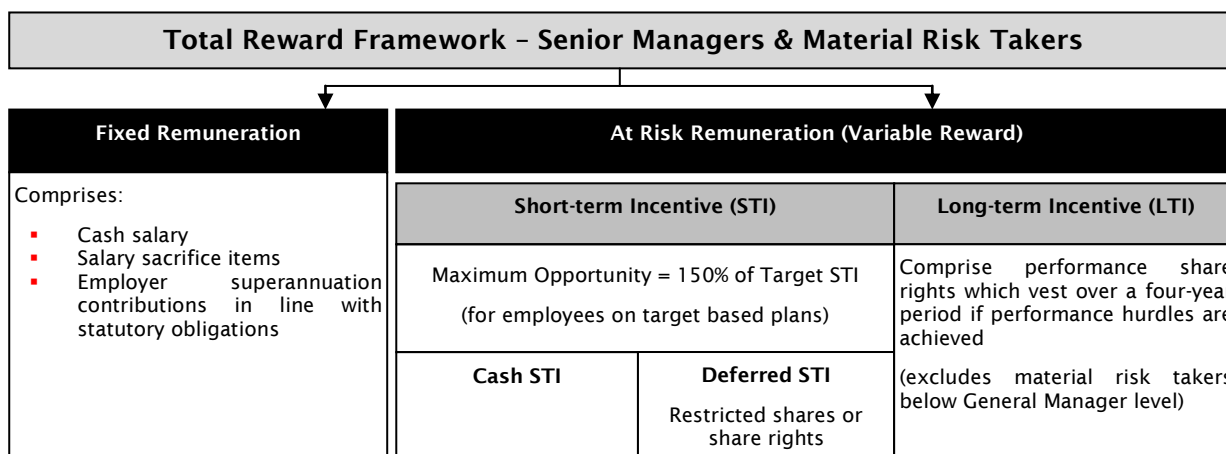 Total Reward Framework – Senior Managers & Material Risk Takers
Fixed Remuneration
At Risk Remuneration (Variable Reward)
Comprises:
▪ Cash salary
▪ Salary sacrifice items
▪ Employer superannuation
contributions in line with
statutory obligations
Short-term Incentive (STI)
Maximum Opportunity = 150% of Target STI
(for employees on target based plans)
Cash STI
Deferred STI
Restricted shares or
share rights
Long-term Incentive (LTI)
Comprise performance share
rights which vest over a four-year
period if performance hurdles are
achieved
(excludes material risk takers
below General Manager level)